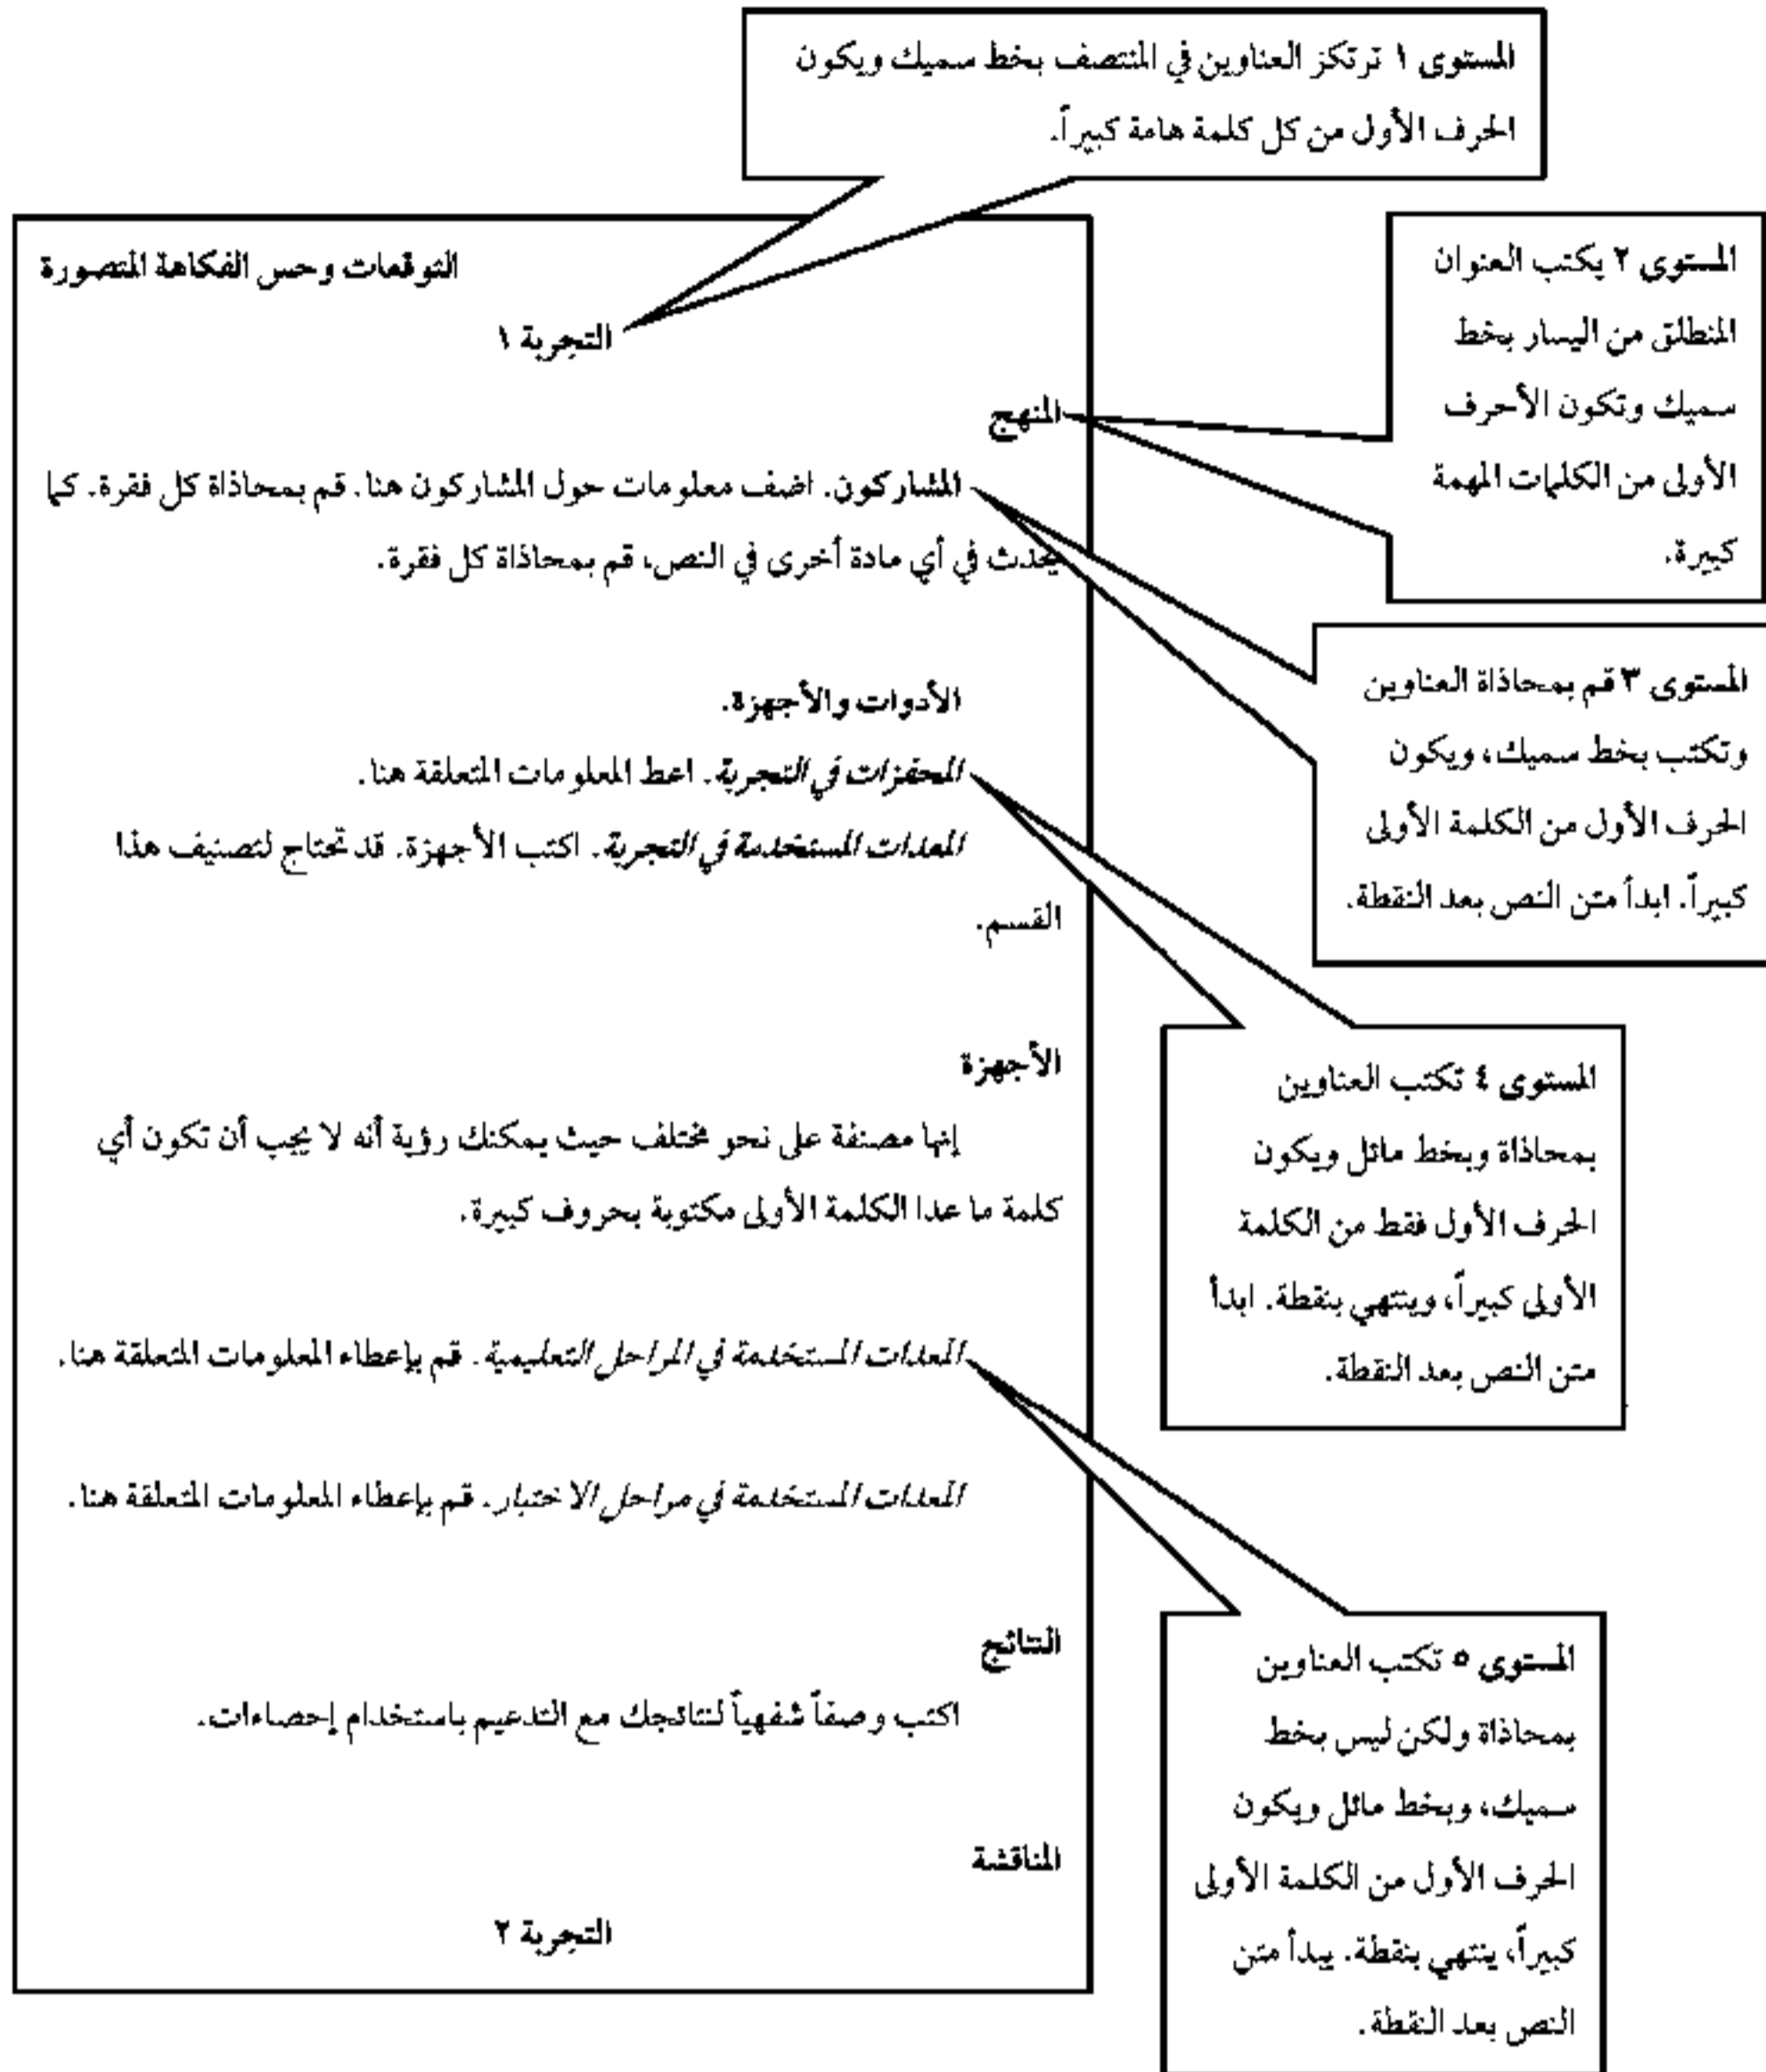 المستوى ١ ترتكز العناوين في المنتصف بخط سميك ويكون
الحرف الأول من كل كلمة هامة كبيراً.
التوقعات وحس الفكاهة المتصورة
التجربة ١
المنهج
المشاركون. اضف معلومات حول المشاركون هنا. قم بمحاذاة كل فقرة. كما
يحدث في أي مادة أخرى في النص، قم بمحاذاة كل فقرة.
الأدوات والأجهزة.
المحفزات في التجربة. اعط المعلومات المتعلقة هنا.
المعدات المستخدمة في التجربة. اكتب الأجهزة. قد تحتاج لتصنيف هذا
القسم.
الأجهزة
إنها مصنفة على نحو مختلف حيث يمكنك رؤية أنه لا يجب أن تكون أي
كلمة ما عدا الكلمة الأولى مكتوبة بحروف كبيرة.
المعدات المستخدمة في المراحل التعليمية. قم بإعطاء المعلومات المتعلقة هنا.
المعدات المستخدمة في مراحل الاختبار. قم بإعطاء المعلومات المتعلقة هنا.
النتائج
اكتب وصفاً شفهياً لنتائجك مع التدعيم باستخدام إحصاءات.
المناقشة
التجربة ٢
المستوى ٢ يكتب العنوان
المنطلق من اليسار بخط
سميك وتكون الأحرف
الأولى من الكلمات المهمة
كبيرة.
المستوى ٣ قم بمحاذاة العناوين
وتكتب بخط سميك، ويكون
الحرف الأول من الكلمة الأولى
كبيراً. ابدأ متن النص بعد النقطة.
المستوى ٤ تكتب العناوين
بمحاذاة وبخط مائل ويكون
الحرف الأول فقط من الكلمة
الأولى كبيراً، وينتهي بنقطة. ابدأ
متن النص بعد النقطة.
المستوى ٥ تكتب العناوين
بمحاذاة ولكن ليس بخط
سميك، وبخط مائل ويكون
الحرف الأول من الكلمة الأولى
كبيراً، ينتهي بنقطة. يبدأ متن
النص بعد النقطة.